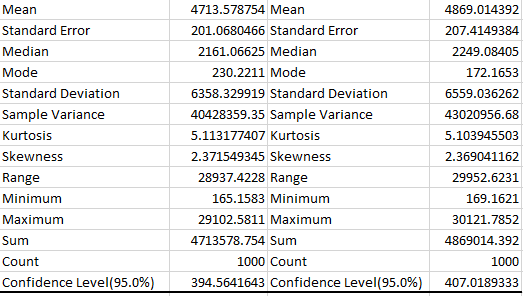 Mean 4713.578754 Mean 4869.014392
Standard Error 201.0680466 Standard Error 207.4149384
Median 2161.06625 Median 2249.08405
Mode 230.2211 Mode 172.1653
Standard Deviation 6358.329919 Standard Deviation 6559.036262
Sample Variance 40428359.35 Sample Variance 43020956.68
Kurtosis 5.113177407 Kurtosis 5.103945503
Skewness 2.371549345 Skewness 2.369041162
Range 28937.4228 Range 29952.6231
Minimum 165.1583 Minimum 169.1621
Maximum 29102.5811 Maximum 30121.7852
Sum 4713578.754 Sum 4869014.392
Count 1000 Count 1000
Confidence Level(95.0%) 394.5641643 Confidence Level(95.0%) 407.0189333